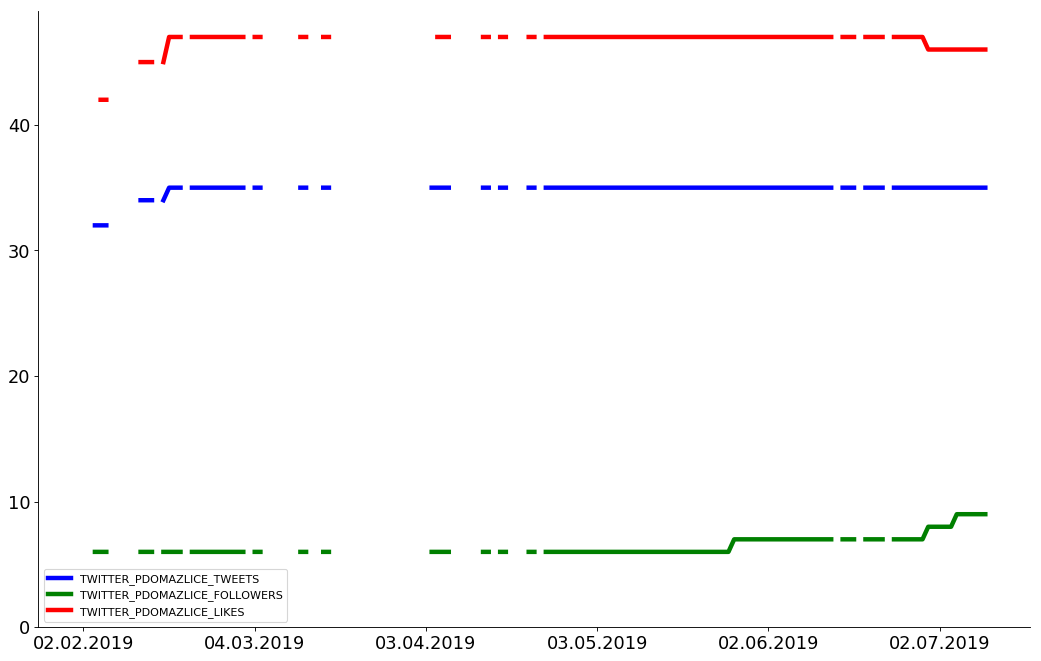 40
30
20
10
0
TWITTER_PDOMAZLICE_TWEETS
TWITTER_PDOMAZLICE_FOLLOWERS
TWITTER_PDOMAZLICE_LIKES
02.02.2019 04.03.2019 03.04.2019 03.05.2019 02.06.2019 02.07.2019